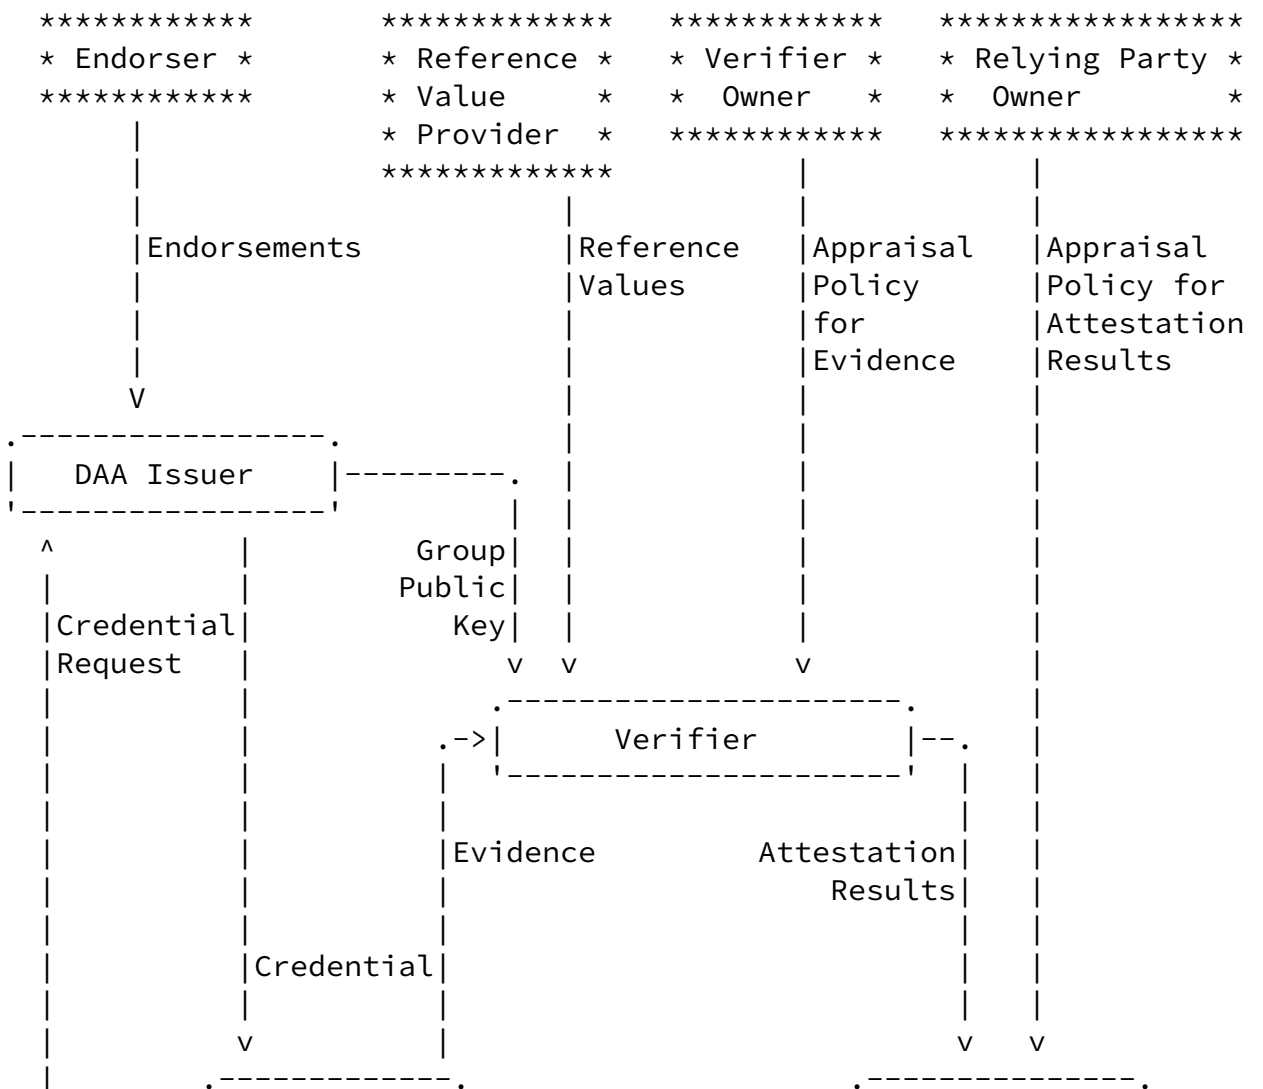 ************ ************* ************ *****************
* Endorser * * Reference * * Verifier * * Relying Party *
************ * Value * * Owner * * Owner *
* Provider * ************ *****************
*************
Endorsements Reference Appraisal Appraisal
Values Policy Policy for
for Attestation
Evidence Results
DAA Issuer
Group
Public
Credential Key
Request
Verifier
Evidence Attestation
Results
Credential